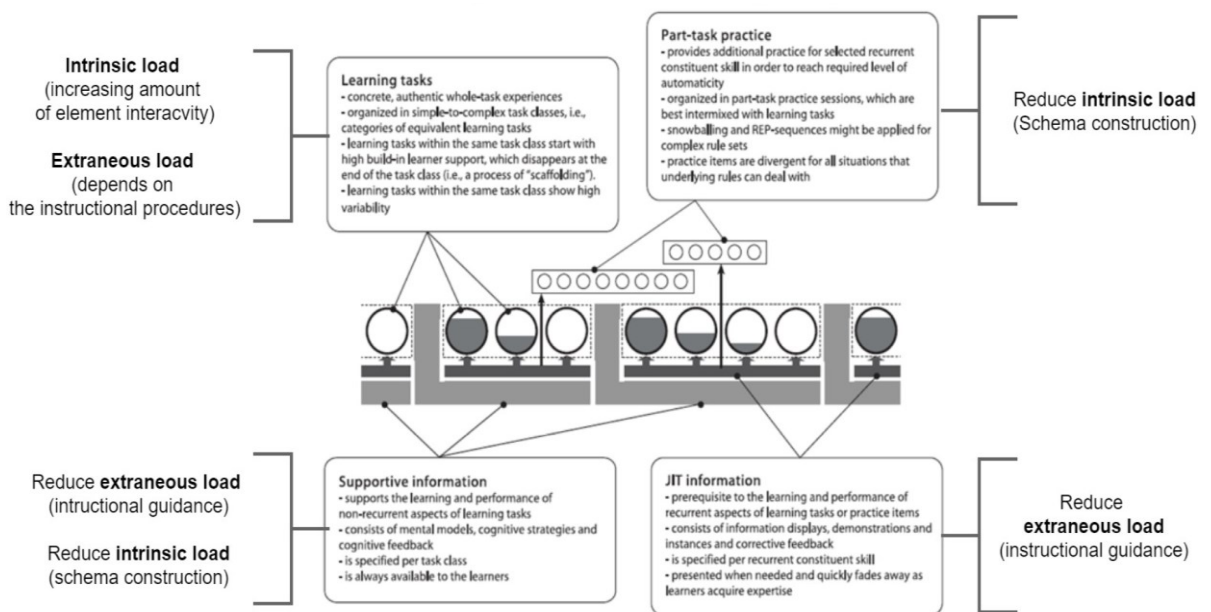 Intrinsic load
(increasing amount
of element interacvity)
Extraneous load
(depends on
the instructional procedures)
Learning tasks
- concrete, authentic whole-task experiences
- organized in simple-to-complex task classes, i.e.,
categories of equivalent learning tasks
- learning tasks within the same task class start with
high build-in learner support, which disappears at the
end of the task class (i.e., a process of "scaffolding").
- learning tasks within the same task class show high
variability
Part-task practice
- provides additional practice for selected recurrent
constituent skill in order to reach required level of
automaticity
- organized in part-task practice sessions, which are
best intermixed with learning tasks
- snowballing and REP-sequences might be applied for
complex rule sets
- practice items are divergent for all situations that
underlying rules can deal with
Reduce intrinsic load
(Schema construction)
Reduce extraneous load
(intructional guidance)
Reduce intrinsic load
(schema construction)
Supportive information
- supports the learning and performance of
non-recurrent aspects of learning tasks
- consists of mental models, cognitive strategies and
cognitive feedback
- is specified per task class
- is always available to the learners
JIT information
- prerequisite to the learning and performance of
recurrent aspects of learning tasks or practice items
- consists of information displays, demonstrations and
instances and corrective feedback
- is specified per recurrent constituent skill
- presented when needed and quickly fades away as
learners acquire expertise
Reduce
extraneous load
(instructional guidance)